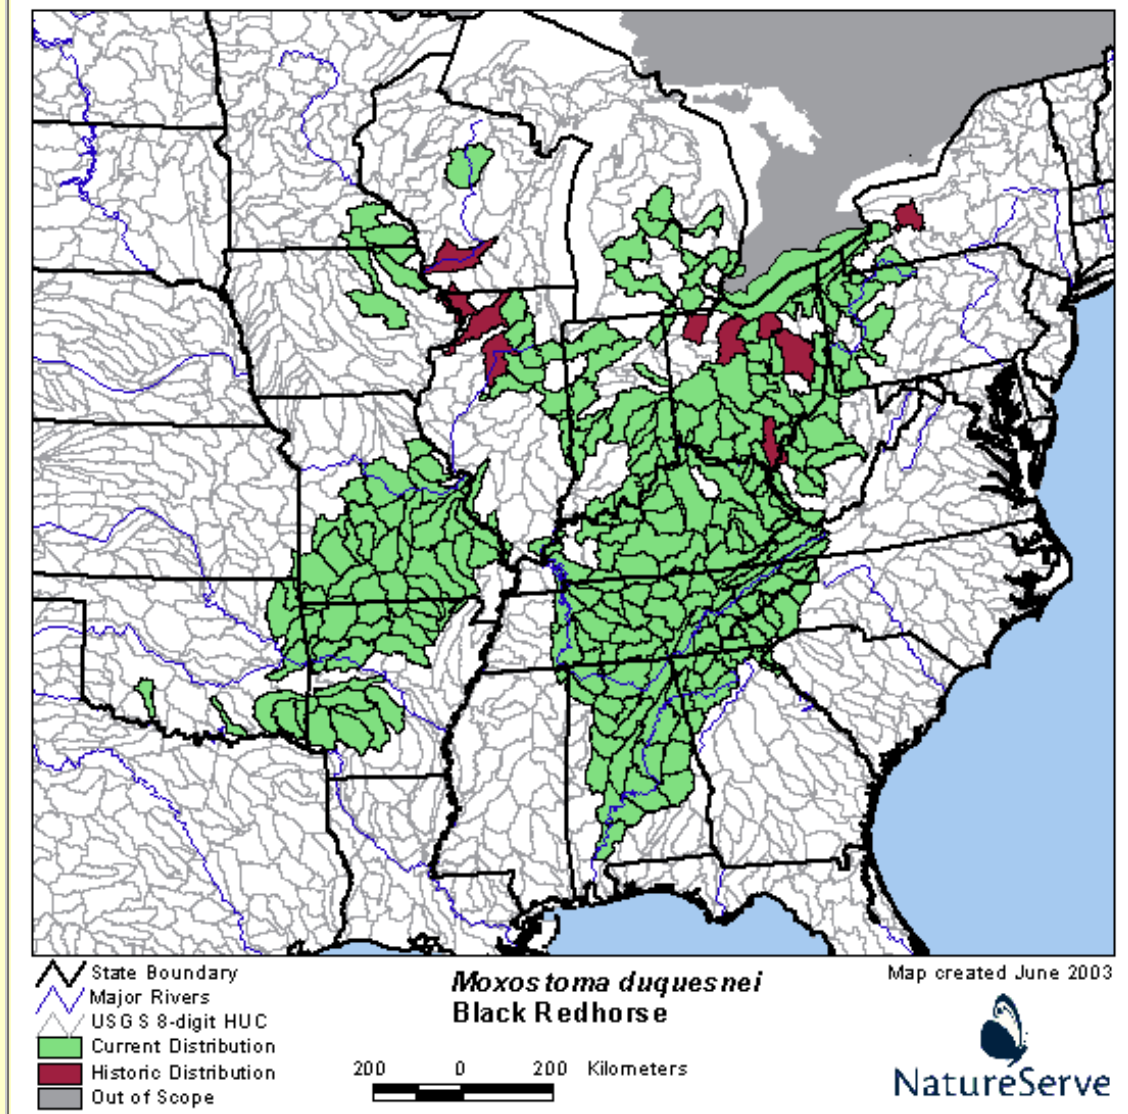 State Boundary
Major Rivers
USGS 8-digit HUC
Current Distribution
Historic Distribution
Out of Scope
Moxostoma duquesnei
Black Redhorse
200 0 200 Kilometers
Map created June 2003
NatureServe